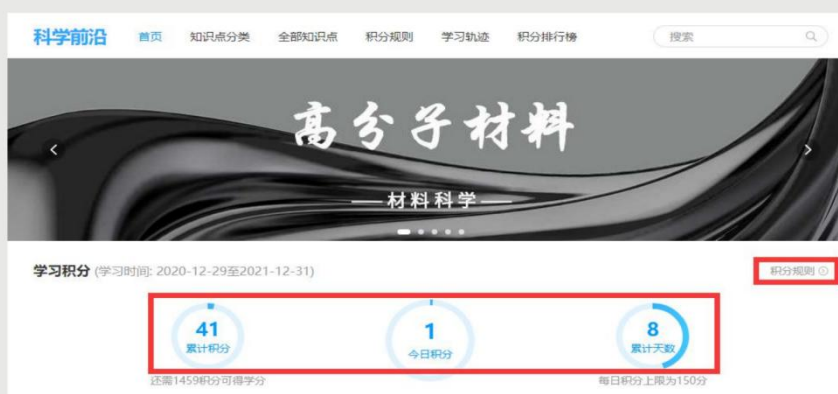 科学前沿 首页 知识点分类 全部知识点 积分规则 学习轨迹 积分排行榜 搜索
高分子材料
材料科学
学习积分 (学习时间: 2020-12-29至2021-12-31) 积分规则
41 1 8
累计积分 今日积分 累计天数
还需1459积分可得学分 每日积分上限为150分